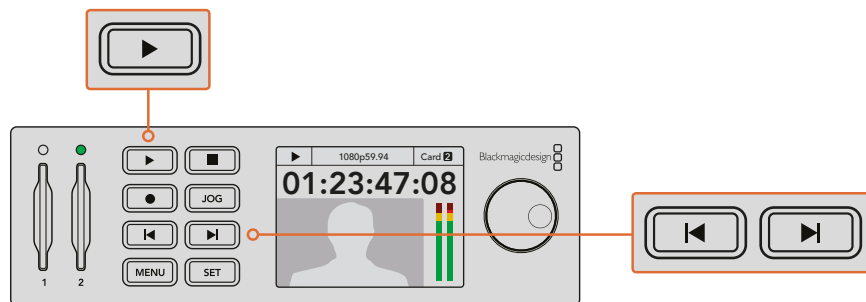 1080p59.94
Card 2
Blackmagicdesign
01:23:47:08
JOG
MENU
SET
1
2